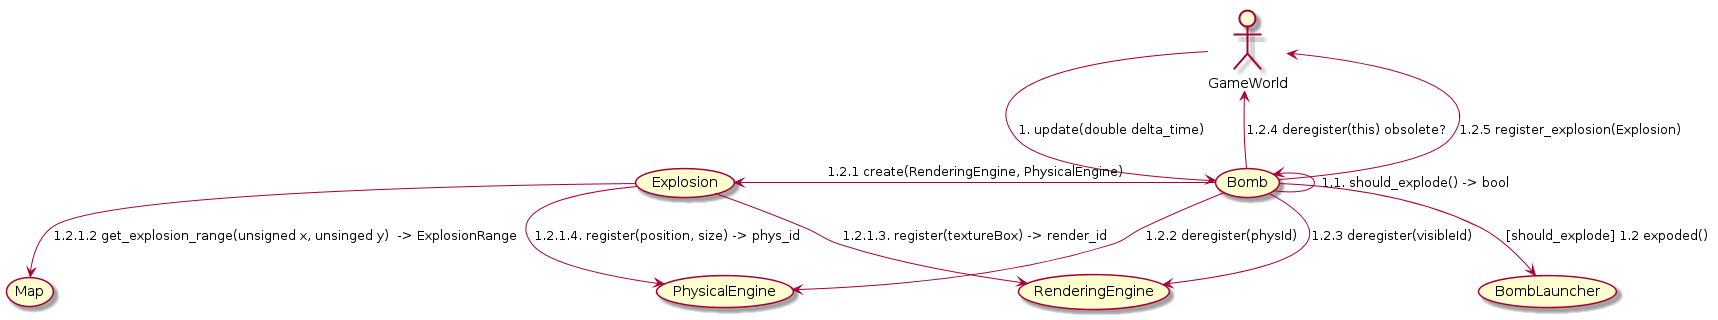 GameWorld
1. update(double delta_time)
1.2.4 deregister(this) obsolete?
1.2.5 register_explosion(Explosion)
1.2.1 create(RenderingEngine, PhysicalEngine)
Explosion
Bomb
1.1. should_explode() -> bool
1.2.1.2 get_explosion_range(unsigned x, unsinged y)  -> ExplosionRange
1.2.1.4. register(position, size) -> phys_id
1.2.1.3. register(textureBox) -> render_id
1.2.2 deregister(physId)
1.2.3 deregister(visibleId)
[should_explode] 1.2 expoded()
Map
PhysicalEngine
RenderingEngine
BombLauncher